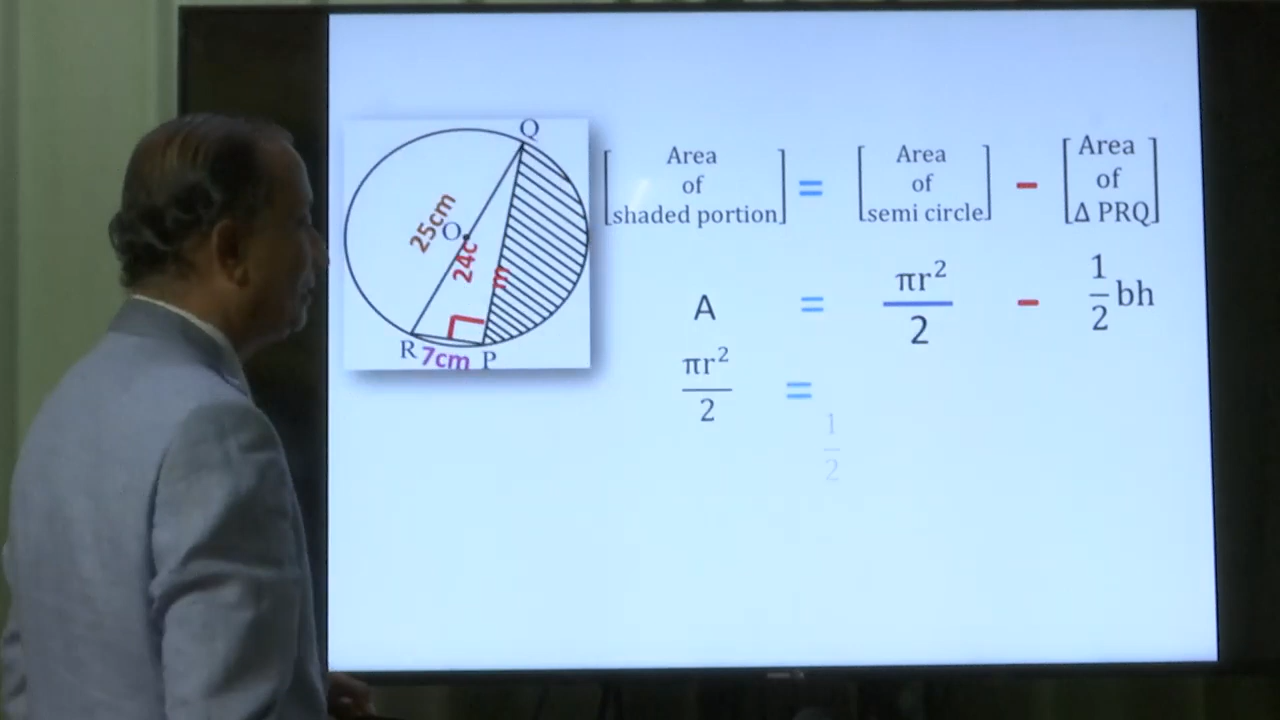 Q
25cm
O
24c
m
R 7cm P
Area of shaded portion = Area of semi circle - Area of Δ PRQ
A = πr²/2 - 1/2 bh
πr²/2 =
1/2